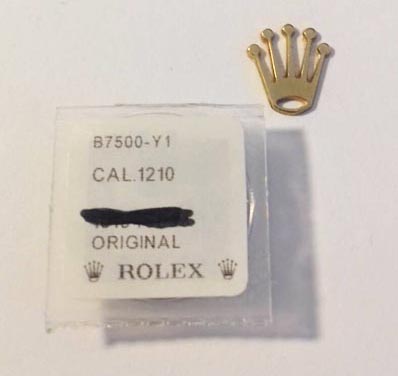 B7500-Y1
CAL.1210
ORIGINAL
ROLEX